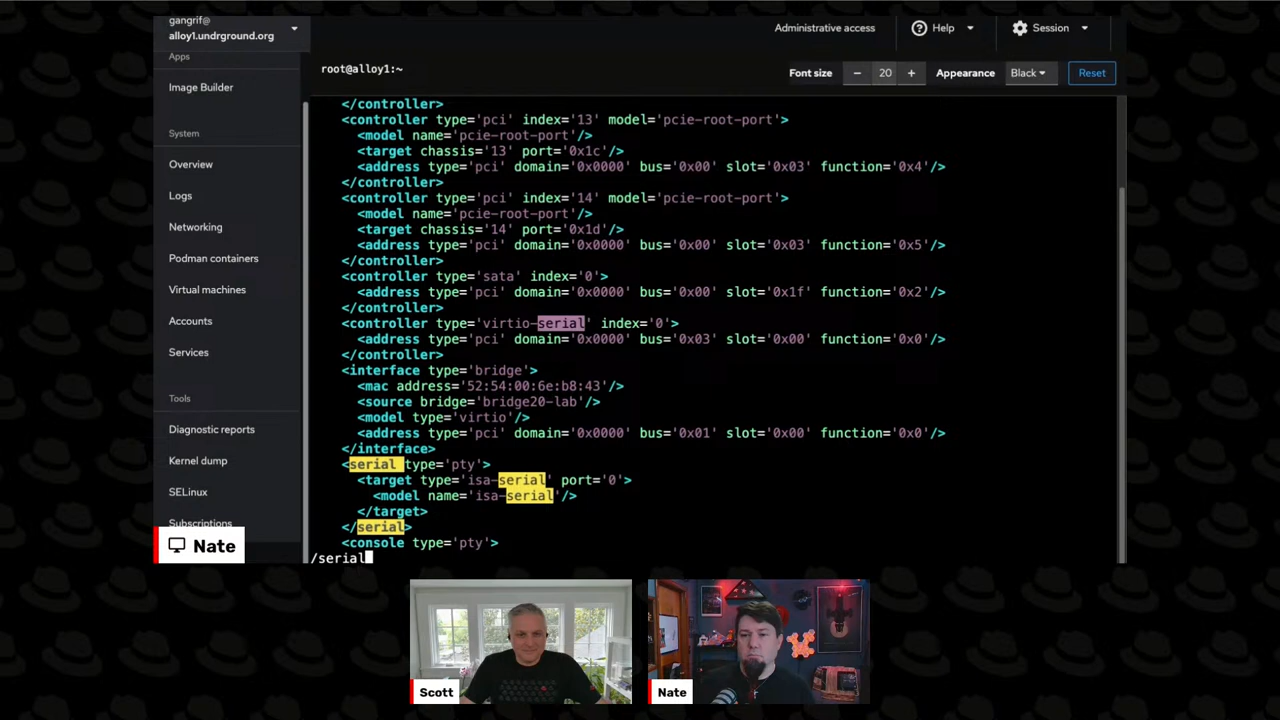 gangrif@
alloy1.undrground.org
Administrative access
Help
Session
Apps
Image Builder
System
Overview
Logs
Networking
Podman containers
Virtual machines
Accounts
Services
Tools
Diagnostic reports
Kernel dump
SELinux
Subscriptions
root@alloy1:~
Font size
20
Appearance
Black
Reset
</controller>
<controller type='pci' index='13' model='pcie-root-port'>
<model name='pcie-root-port'/>
<target chassis='13' port='0x1c'/>
<address type='pci' domain='0x0000' bus='0x00' slot='0x03' function='0x4'/>
</controller>
<controller type='pci' index='14' model='pcie-root-port'>
<model name='pcie-root-port'/>
<target chassis='14' port='0x1d'/>
<address type='pci' domain='0x0000' bus='0x00' slot='0x03' function='0x5'/>
</controller>
<controller type='sata' index='0'>
<address type='pci' domain='0x0000' bus='0x00' slot='0x1f' function='0x2'/>
</controller>
<controller type='virtio-serial' index='0'>
<address type='pci' domain='0x0000' bus='0x03' slot='0x00' function='0x0'/>
</controller>
<interface type='bridge'>
<mac address='52:54:00:6e:b8:43'/>
<source bridge='bridge20-lab'/>
<model type='virtio'/>
<address type='pci' domain='0x0000' bus='0x01' slot='0x00' function='0x0'/>
</interface>
<serial type='pty'>
<target type='isa-serial' port='0'>
<model name='isa-serial'/>
</target>
</serial>
<console type='pty'>
/serial
Nate
Scott
Nate